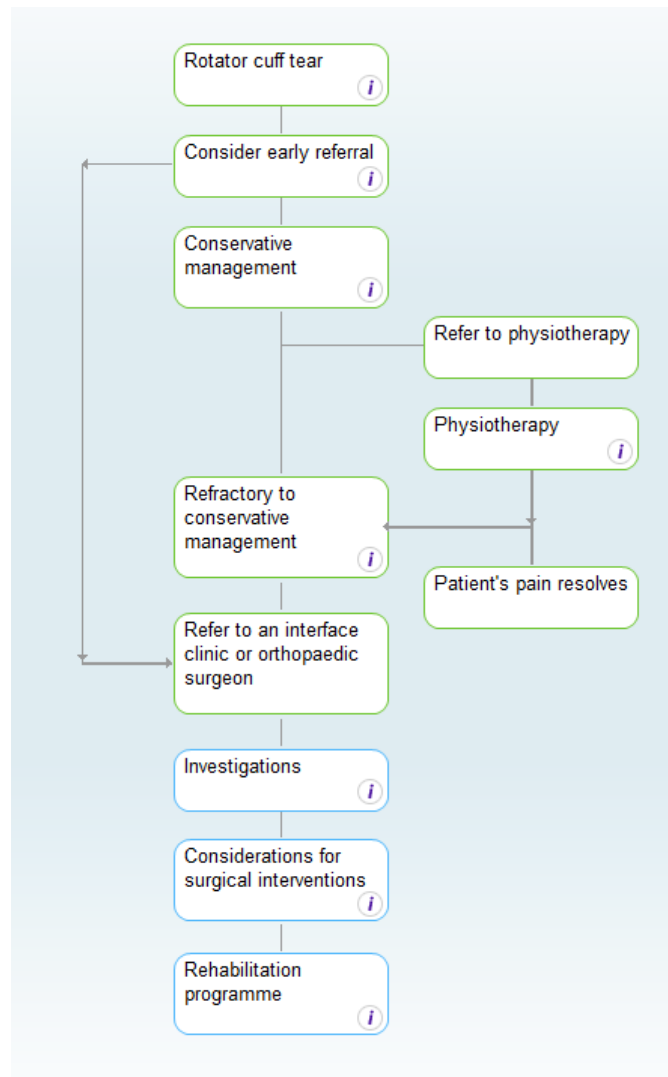 Rotator cuff tear
i
Consider early referral
i
Conservative
management
i
Refer to physiotherapy
Physiotherapy
i
Refractory to
conservative
management
i
Patient's pain resolves
Refer to an interface
clinic or orthopaedic
surgeon
Investigations
i
Considerations for
surgical interventions
i
Rehabilitation
programme
i